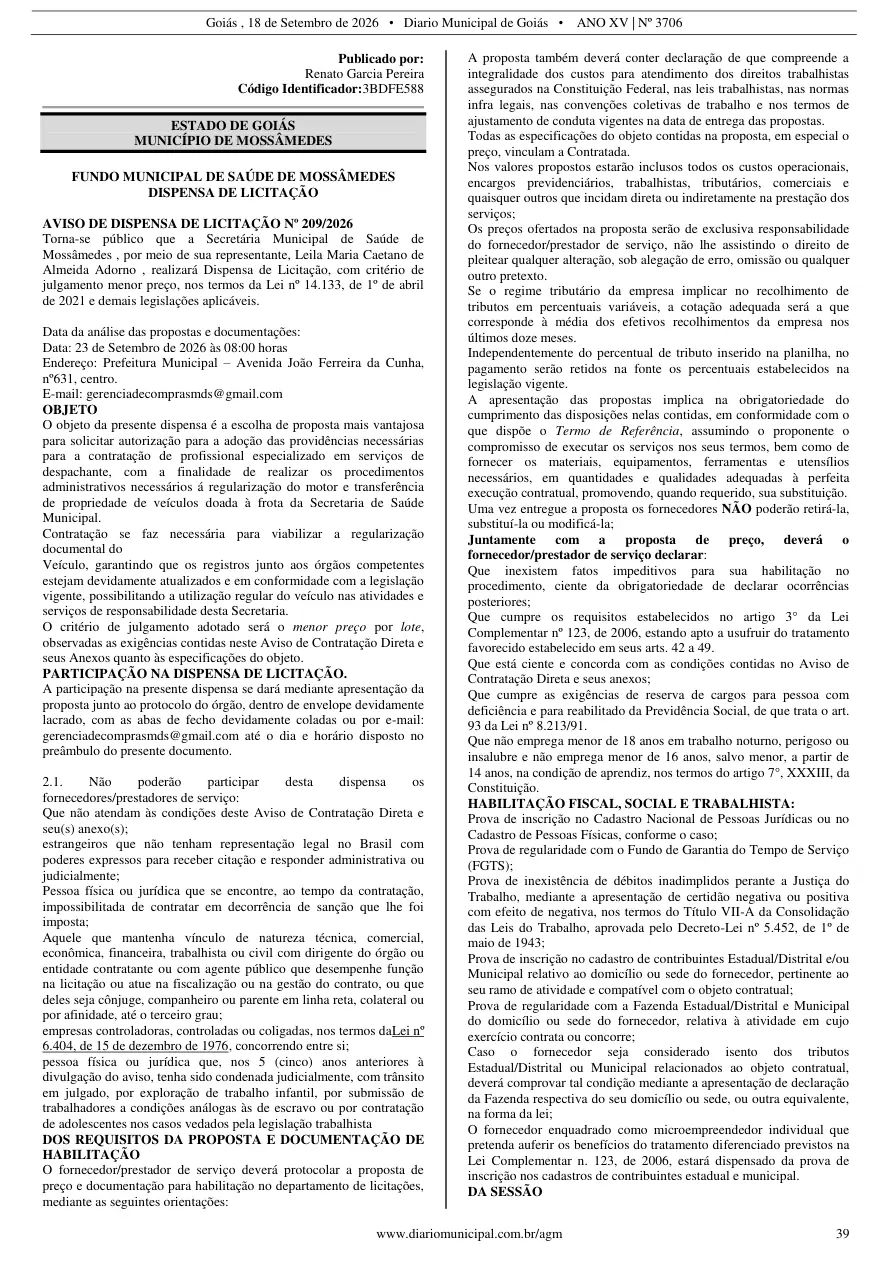 Goiás , 18 de Setembro de 2026 • Diario Municipal de Goiás • ANO XV | Nº 3706
Publicado por:
Renato Garcia Pereira
Código Identificador:3BDFE588
ESTADO DE GOIÁS
MUNICÍPIO DE MOSSÂMEDES
FUNDO MUNICIPAL DE SAÚDE DE MOSSÂMEDES
DISPENSA DE LICITAÇÃO
AVISO DE DISPENSA DE LICITAÇÃO Nº 209/2026
Torna-se público que a Secretária Municipal de Saúde de
Mossâmedes , por meio de sua representante, Leila Maria Caetano de
Almeida Adorno , realizará Dispensa de Licitação, com critério de
julgamento menor preço, nos termos da Lei nº 14.133, de 1º de abril
de 2021 e demais legislações aplicáveis.
Data da análise das propostas e documentações:
Data: 23 de Setembro de 2026 às 08:00 horas
Endereço: Prefeitura Municipal – Avenida João Ferreira da Cunha,
nº631, centro.
E-mail: gerenciadecomprasmds@gmail.com
OBJETO
O objeto da presente dispensa é a escolha de proposta mais vantajosa
para solicitar autorização para a adoção das providências necessárias
para a contratação de profissional especializado em serviços de
despachante, com a finalidade de realizar os procedimentos
administrativos necessários á regularização do motor e transferência
de propriedade de veículos doada à frota da Secretaria de Saúde
Municipal.
Contratação se faz necessária para viabilizar a regularização
documental do
Veículo, garantindo que os registros junto aos órgãos competentes
estejam devidamente atualizados e em conformidade com a legislação
vigente, possibilitando a utilização regular do veículo nas atividades e
serviços de responsabilidade desta Secretaria.
O critério de julgamento adotado será o menor preço por lote,
observadas as exigências contidas neste Aviso de Contratação Direta e
seus Anexos quanto às especificações do objeto.
PARTICIPAÇÃO NA DISPENSA DE LICITAÇÃO.
A participação na presente dispensa se dará mediante apresentação da
proposta junto ao protocolo do órgão, dentro de envelope devidamente
lacrado, com as abas de fecho devidamente coladas ou por e-mail:
gerenciadecomprasmds@gmail.com até o dia e horário disposto no
preâmbulo do presente documento.
2.1. Não poderão participar desta dispensa os
fornecedores/prestadores de serviço:
Que não atendam às condições deste Aviso de Contratação Direta e
seu(s) anexo(s);
estrangeiros que não tenham representação legal no Brasil com
poderes expressos para receber citação e responder administrativa ou
judicialmente;
Pessoa física ou jurídica que se encontre, ao tempo da contratação,
impossibilitada de contratar em decorrência de sanção que lhe foi
imposta;
Aquele que mantenha vínculo de natureza técnica, comercial,
econômica, financeira, trabalhista ou civil com dirigente do órgão ou
entidade contratante ou com agente público que desempenhe função
na licitação ou atue na fiscalização ou na gestão do contrato, ou que
deles seja cônjuge, companheiro ou parente em linha reta, colateral ou
por afinidade, até o terceiro grau;
empresas controladoras, controladas ou coligadas, nos termos daLei nº
6.404, de 15 de dezembro de 1976, concorrendo entre si;
pessoa física ou jurídica que, nos 5 (cinco) anos anteriores à
divulgação do aviso, tenha sido condenada judicialmente, com trânsito
em julgado, por exploração de trabalho infantil, por submissão de
trabalhadores a condições análogas às de escravo ou por contratação
de adolescentes nos casos vedados pela legislação trabalhista
DOS REQUISITOS DA PROPOSTA E DOCUMENTAÇÃO DE
HABILITAÇÃO
O fornecedor/prestador de serviço deverá protocolar a proposta de
preço e documentação para habilitação no departamento de licitações,
mediante as seguintes orientações:
A proposta também deverá conter declaração de que compreende a
integralidade dos custos para atendimento dos direitos trabalhistas
assegurados na Constituição Federal, nas leis trabalhistas, nas normas
infra legais, nas convenções coletivas de trabalho e nos termos de
ajustamento de conduta vigentes na data de entrega das propostas.
Todas as especificações do objeto contidas na proposta, em especial o
preço, vinculam a Contratada.
Nos valores propostos estarão inclusos todos os custos operacionais,
encargos previdenciários, trabalhistas, tributários, comerciais e
quaisquer outros que incidam direta ou indiretamente na prestação dos
serviços;
Os preços ofertados na proposta serão de exclusiva responsabilidade
do fornecedor/prestador de serviço, não lhe assistindo o direito de
pleitear qualquer alteração, sob alegação de erro, omissão ou qualquer
outro pretexto.
Se o regime tributário da empresa implicar no recolhimento de
tributos em percentuais variáveis, a cotação adequada será a que
corresponde à média dos efetivos recolhimentos da empresa nos
últimos doze meses.
Independentemente do percentual de tributo inserido na planilha, no
pagamento serão retidos na fonte os percentuais estabelecidos na
legislação vigente.
A apresentação das propostas implica na obrigatoriedade do
cumprimento das disposições nelas contidas, em conformidade com o
que dispõe o Termo de Referência, assumindo o proponente o
compromisso de executar os serviços nos seus termos, bem como de
fornecer os materiais, equipamentos, ferramentas e utensílios
necessários, em quantidades e qualidades adequadas à perfeita
execução contratual, promovendo, quando requerido, sua substituição.
Uma vez entregue a proposta os fornecedores NÃO poderão retirá-la,
substituí-la ou modificá-la;
Juntamente com a proposta de preço, deverá o
fornecedor/prestador de serviço declarar:
Que inexistem fatos impeditivos para sua habilitação no
procedimento, ciente da obrigatoriedade de declarar ocorrências
posteriores;
Que cumpre os requisitos estabelecidos no artigo 3° da Lei
Complementar nº 123, de 2006, estando apto a usufruir do tratamento
favorecido estabelecido em seus arts. 42 a 49.
Que está ciente e concorda com as condições contidas no Aviso de
Contratação Direta e seus anexos;
Que cumpre as exigências de reserva de cargos para pessoa com
deficiência e para reabilitado da Previdência Social, de que trata o art.
93 da Lei nº 8.213/91.
Que não emprega menor de 18 anos em trabalho noturno, perigoso ou
insalubre e não emprega menor de 16 anos, salvo menor, a partir de
14 anos, na condição de aprendiz, nos termos do artigo 7°, XXXIII, da
Constituição.
HABILITAÇÃO FISCAL, SOCIAL E TRABALHISTA:
Prova de inscrição no Cadastro Nacional de Pessoas Jurídicas ou no
Cadastro de Pessoas Físicas, conforme o caso;
Prova de regularidade com o Fundo de Garantia do Tempo de Serviço
(FGTS);
Prova de inexistência de débitos inadimplidos perante a Justiça do
Trabalho, mediante a apresentação de certidão negativa ou positiva
com efeito de negativa, nos termos do Título VII-A da Consolidação
das Leis do Trabalho, aprovada pelo Decreto-Lei nº 5.452, de 1º de
maio de 1943;
Prova de inscrição no cadastro de contribuintes Estadual/Distrital e/ou
Municipal relativo ao domicílio ou sede do fornecedor, pertinente ao
seu ramo de atividade e compatível com o objeto contratual;
Prova de regularidade com a Fazenda Estadual/Distrital e Municipal
do domicílio ou sede do fornecedor, relativa à atividade em cujo
exercício contrata ou concorre;
Caso o fornecedor seja considerado isento dos tributos
Estadual/Distrital ou Municipal relacionados ao objeto contratual,
deverá comprovar tal condição mediante a apresentação de declaração
da Fazenda respectiva do seu domicílio ou sede, ou outra equivalente,
na forma da lei;
O fornecedor enquadrado como microempreendedor individual que
pretenda auferir os benefícios do tratamento diferenciado previstos na
Lei Complementar n. 123, de 2006, estará dispensado da prova de
inscrição nos cadastros de contribuintes estadual e municipal.
DA SESSÃO
www.diariomunicipal.com.br/agm
39